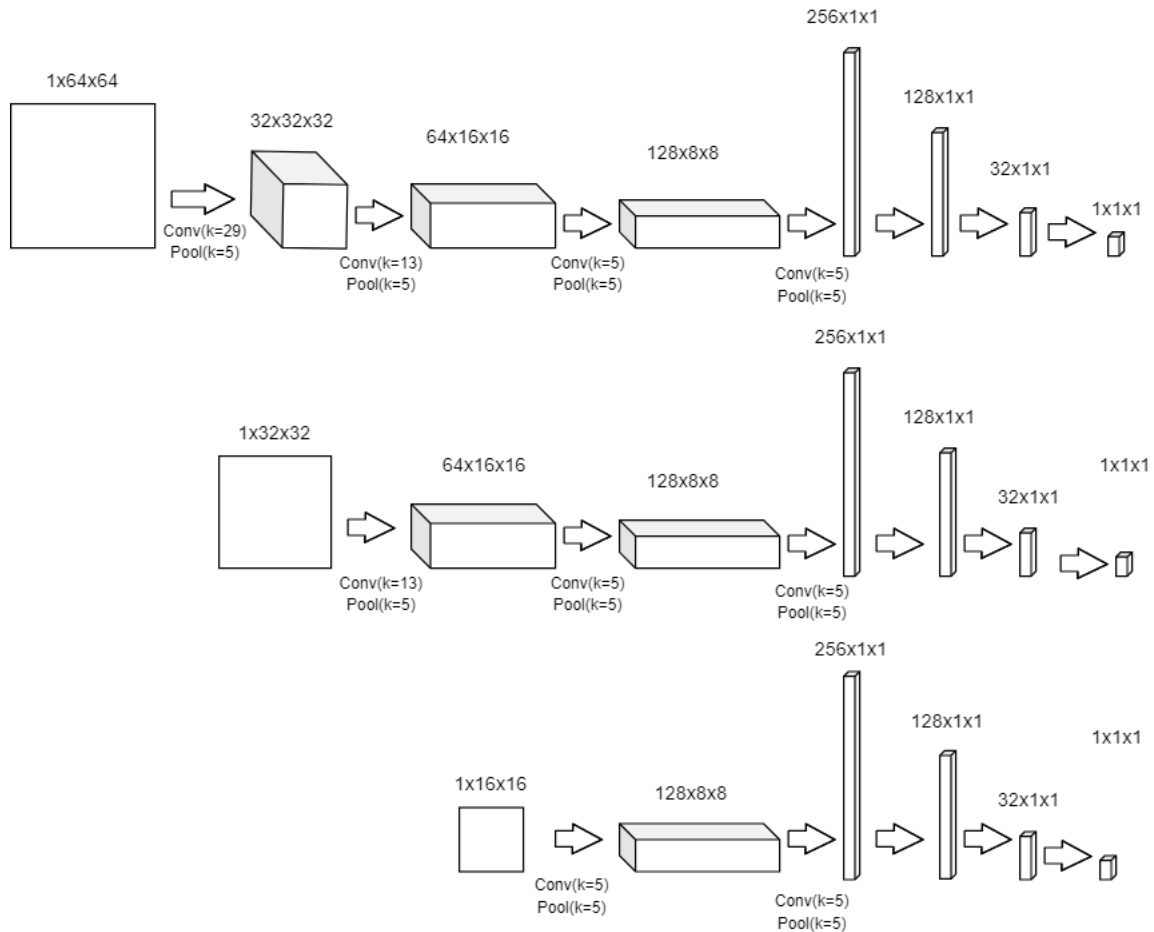 256x1x1
1x64x64
128x1x1
32x32x32
64x16x16
128x8x8
32x1x1
1x1x1
Conv(k=29)
Pool(k=5)
Conv(k=13)
Pool(k=5)
Conv(k=5)
Pool(k=5)
Conv(k=5)
Pool(k=5)
256x1x1
1x32x32
128x1x1
64x16x16
128x8x8
1x1x1
32x1x1
Conv(k=13)
Pool(k=5)
Conv(k=5)
Pool(k=5)
Conv(k=5)
Pool(k=5)
256x1x1
128x1x1
1x1x1
1x16x16
128x8x8
32x1x1
Conv(k=5)
Pool(k=5)
Conv(k=5)
Pool(k=5)